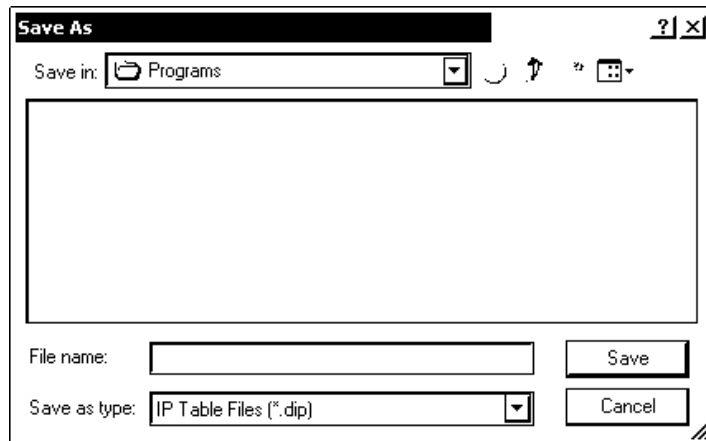 Save As
Save in: Programs
File name:
Save
Save as type: IP Table Files (*.dip)
Cancel